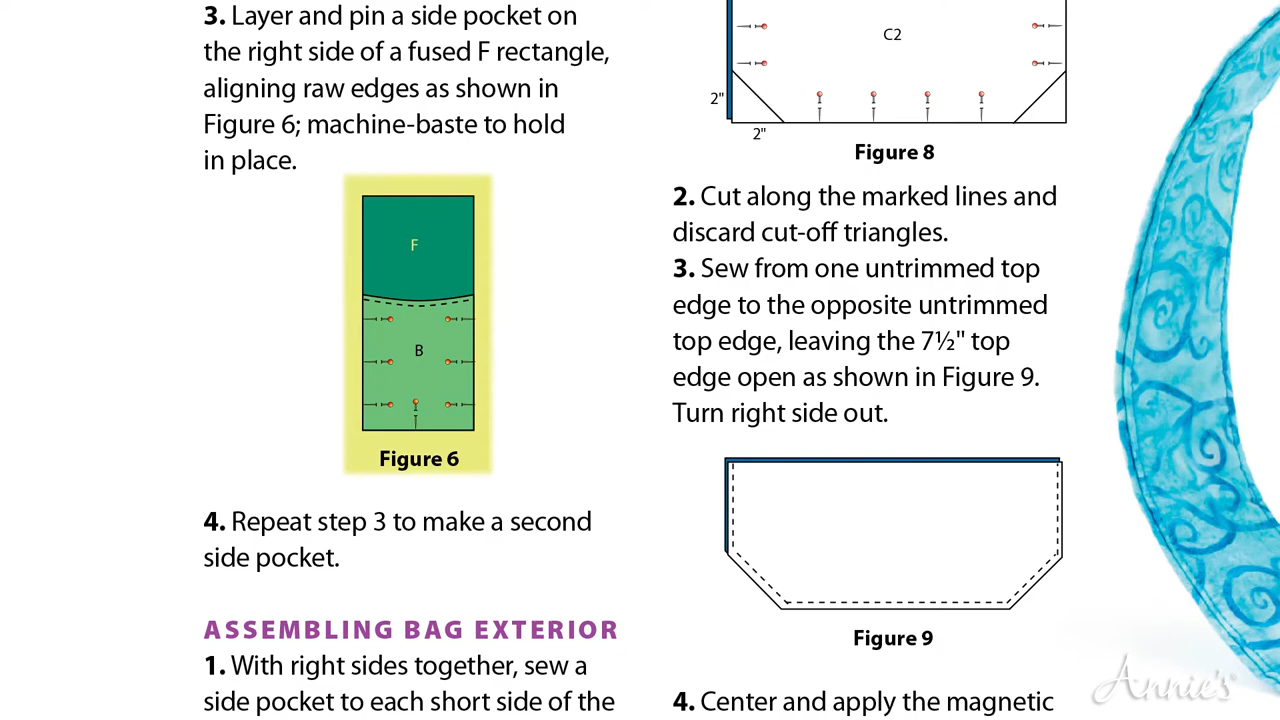 3. Layer and pin a side pocket on
the right side of a fused F rectangle,
aligning raw edges as shown in
Figure 6; machine-baste to hold
in place.
F
B
Figure 6
4. Repeat step 3 to make a second
side pocket.
ASSEMBLING BAG EXTERIOR
1. With right sides together, sew a
side pocket to each short side of the
C2
2"
2"
Figure 8
2. Cut along the marked lines and
discard cut-off triangles.
3. Sew from one untrimmed top
edge to the opposite untrimmed
top edge, leaving the 7½" top
edge open as shown in Figure 9.
Turn right side out.
Figure 9
4. Center and apply the magnetic
Annie's®